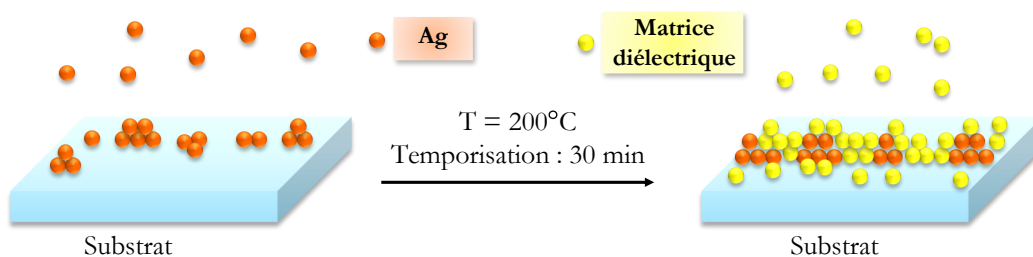 Ag
Matrice
diélectrique
T = 200°C
Temporisation : 30 min
Substrat
Substrat